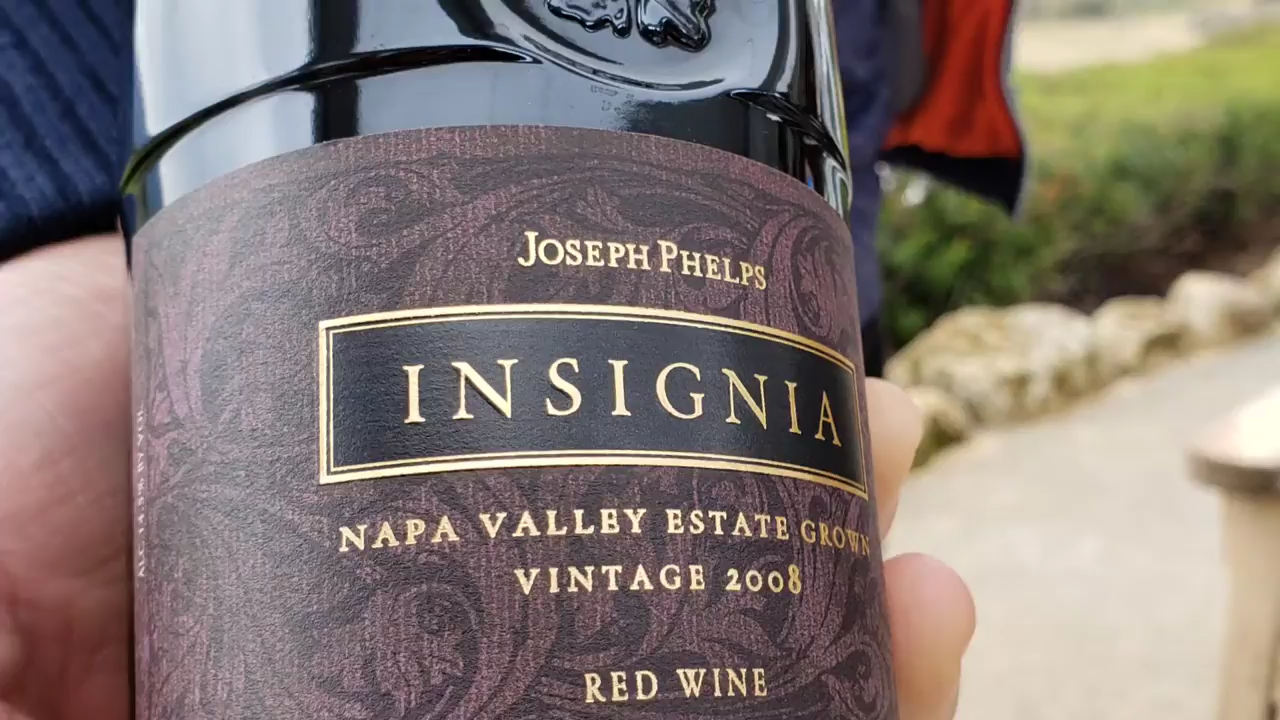 JOSEPH PHELPS
INSIGNIA
NAPA VALLEY ESTATE GROWN
VINTAGE 2008
RED WINE